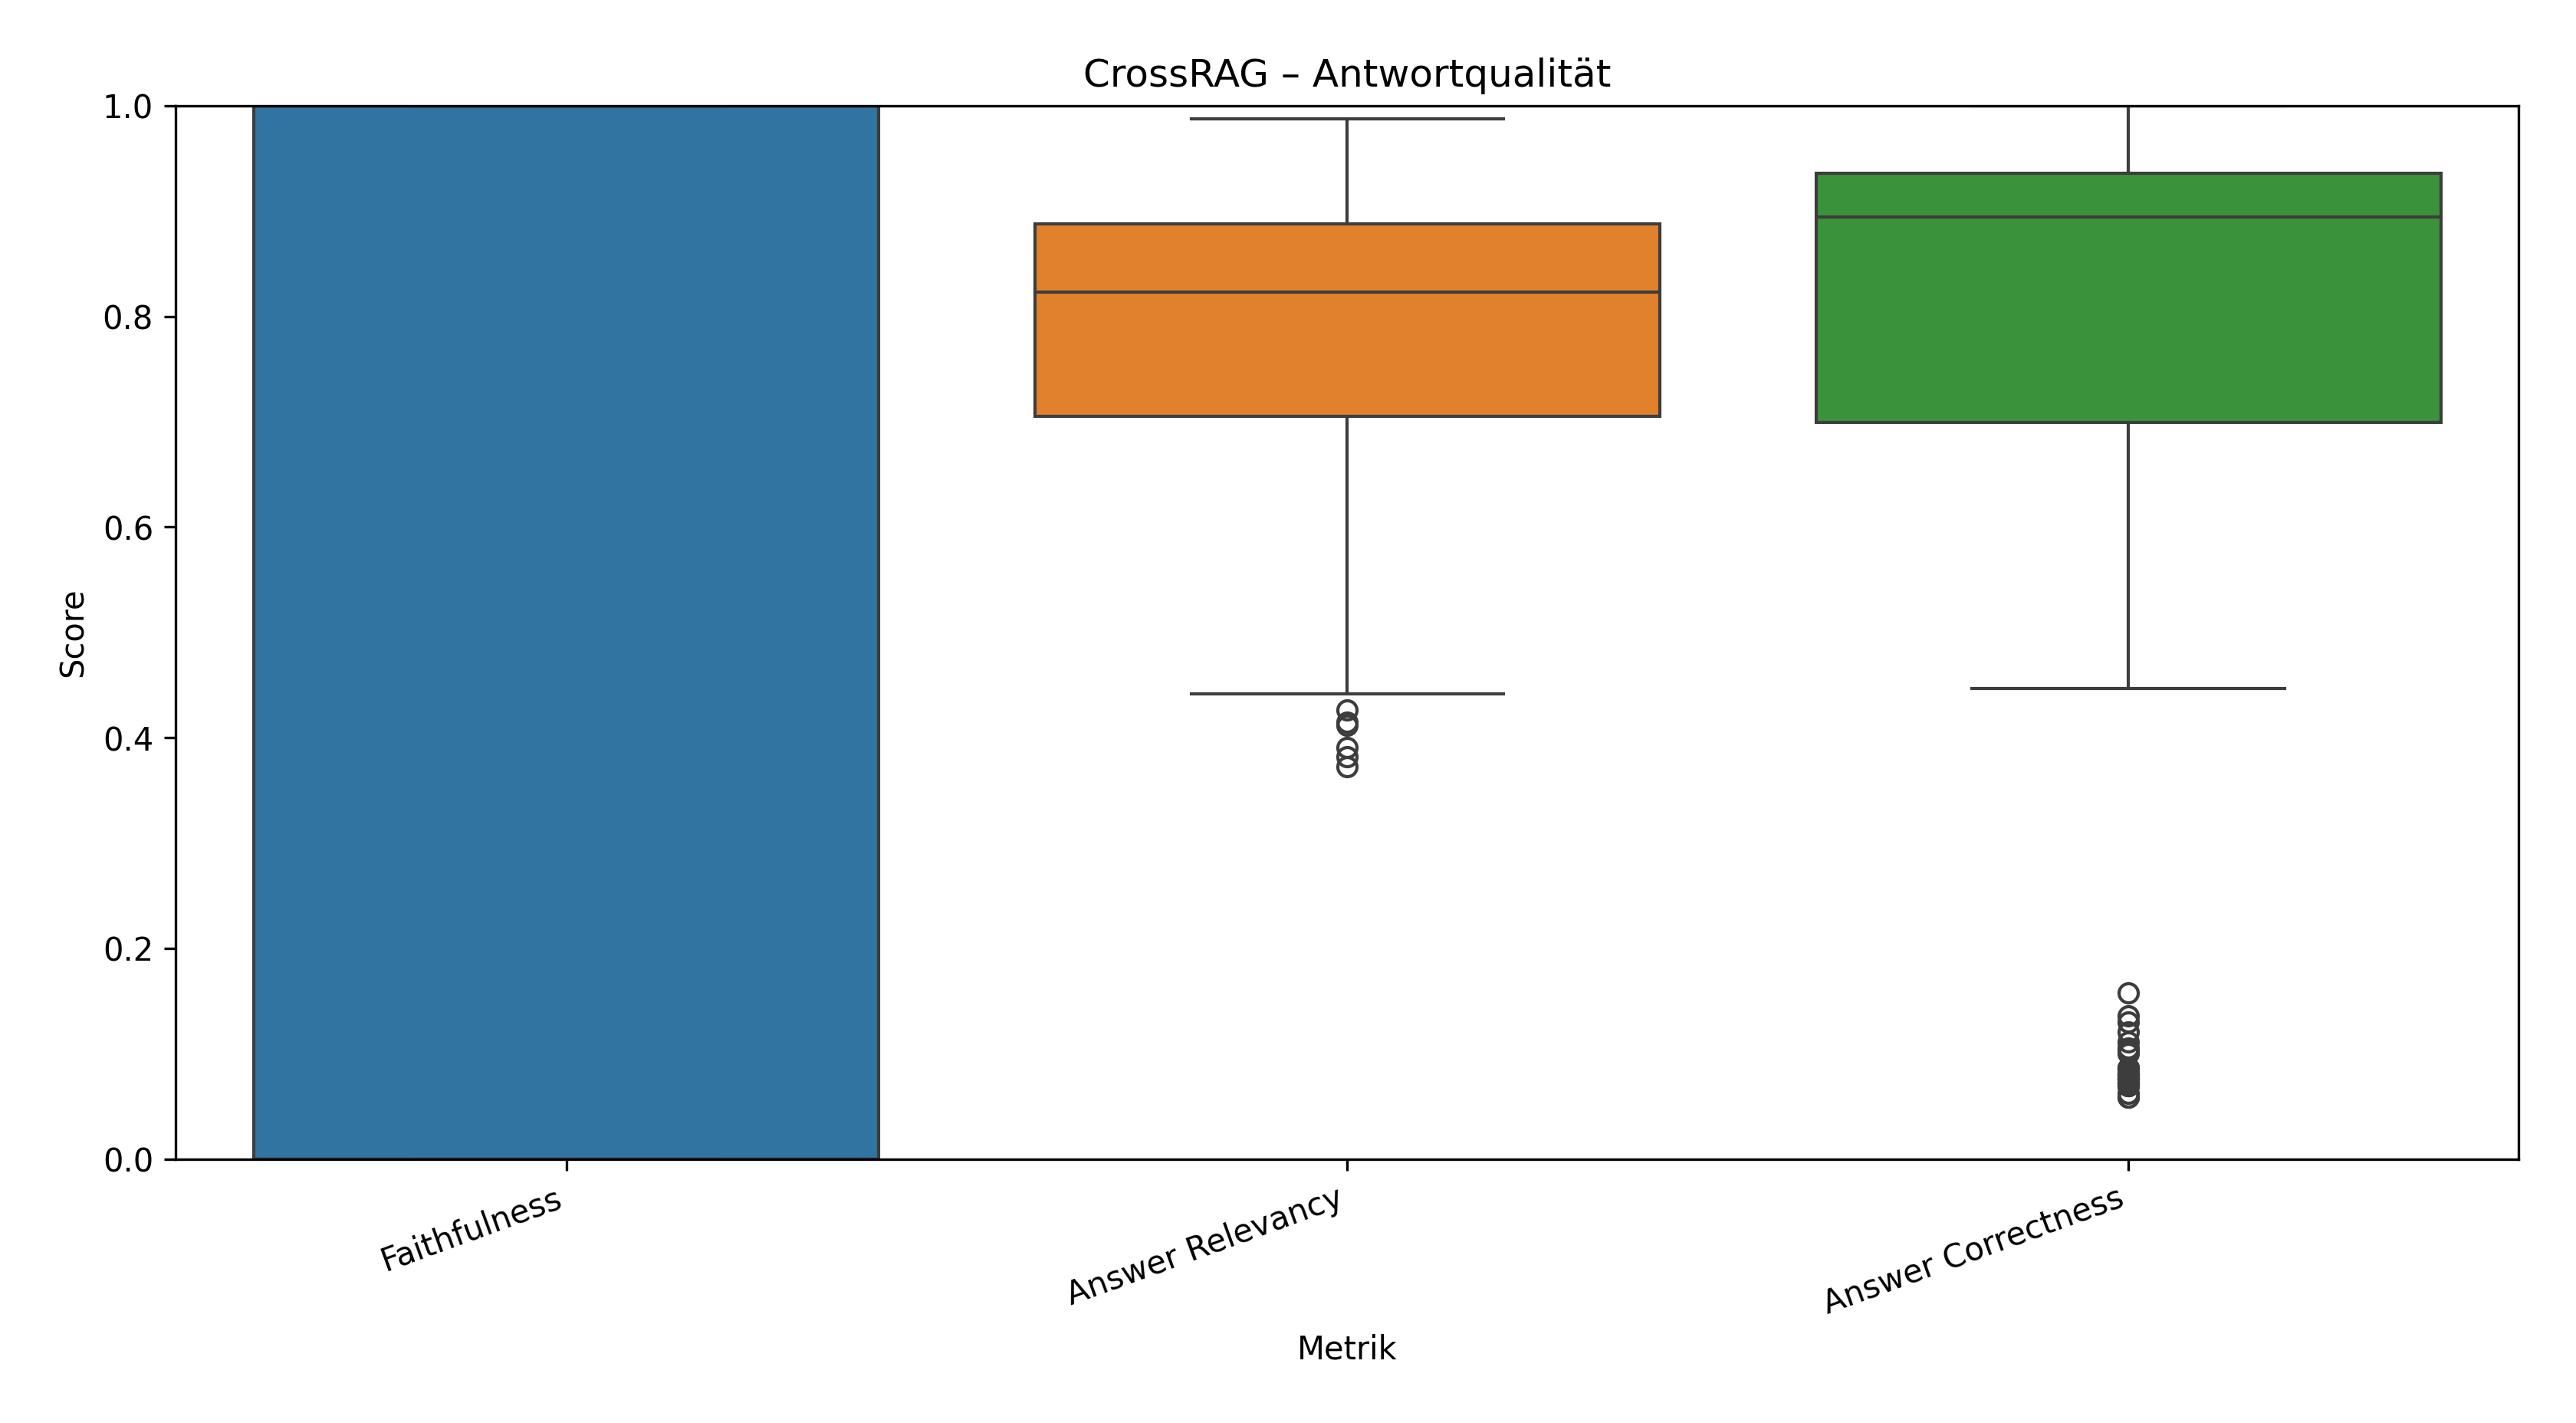 CrossRAG – Antwortqualität
1.0
0.8
0.6
0.4
0.2
0.0
Score
Faithfulness
Answer Relevancy
Answer Correctness
Metrik